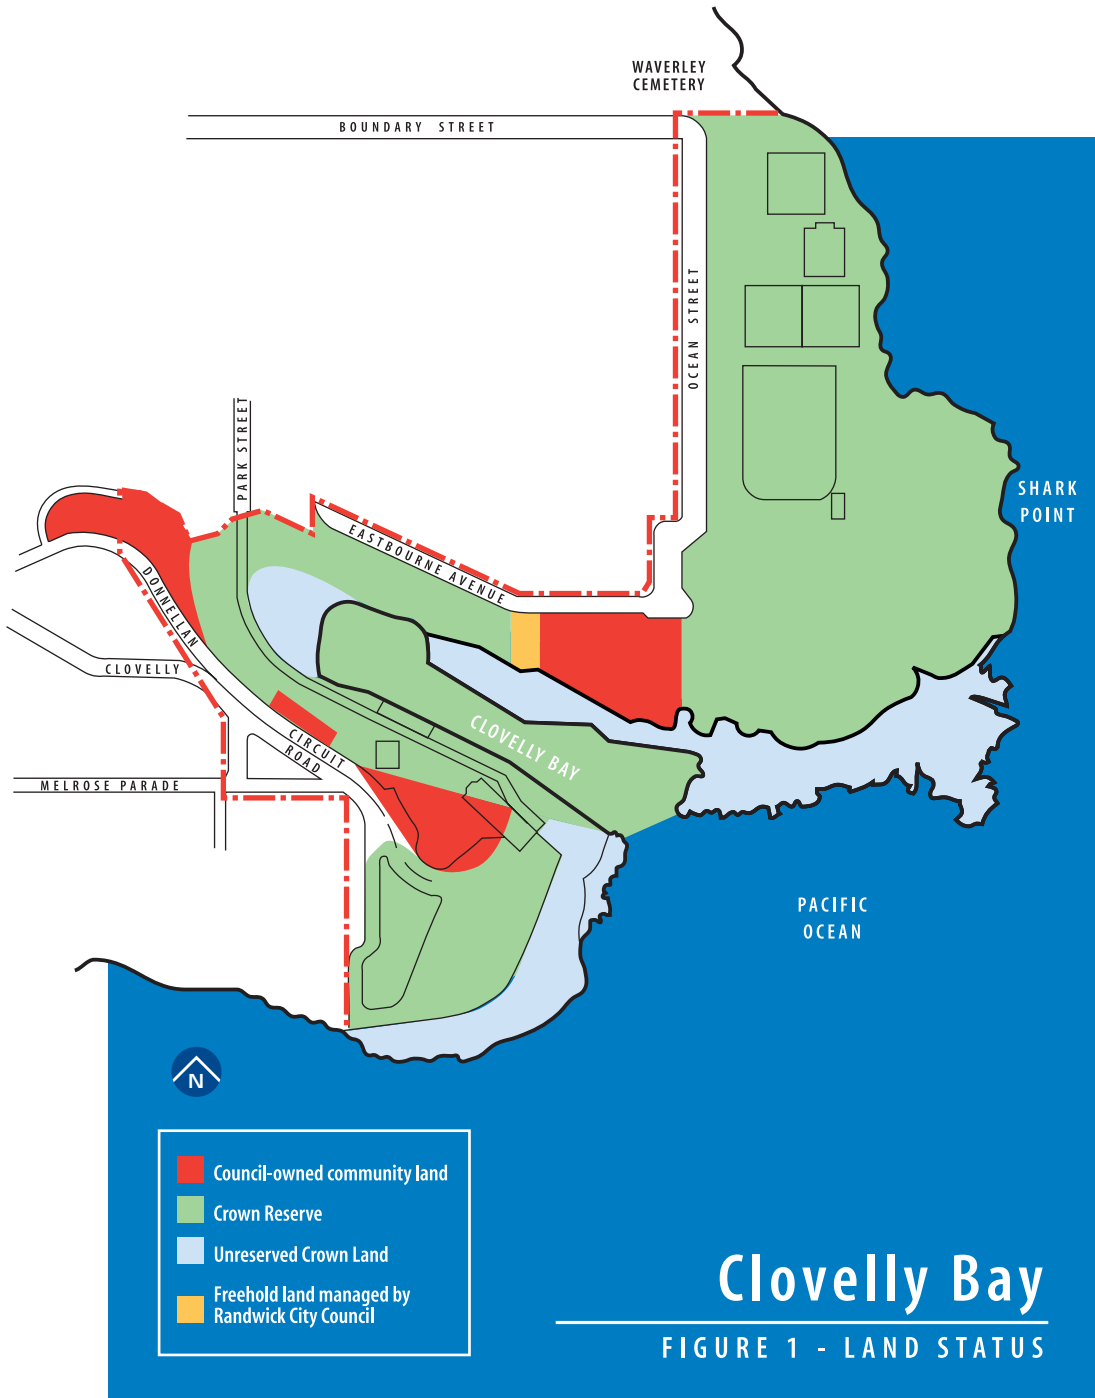 WAVERLEY
CEMETERY
BOUNDARY STREET
OCEAN STREET
PARK STREET
SHARK
POINT
EASTBOURNE AVENUE
DONNELLAN
CLOVELLY
CIRCUIT
ROAD
CLOVELLY BAY
MELROSE PARADE
PACIFIC
OCEAN
N
Council-owned community land
Crown Reserve
Unreserved Crown Land
Freehold land managed by
Randwick City Council
Clovelly Bay
FIGURE 1 - LAND STATUS